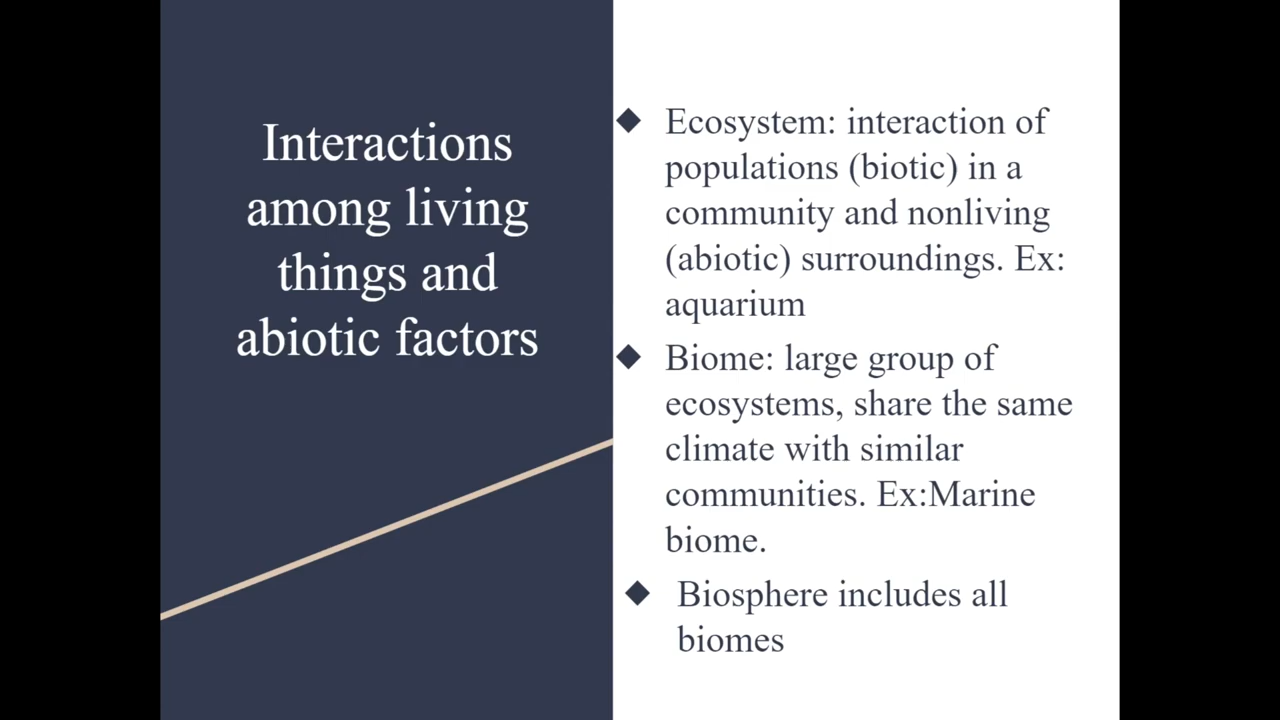 Interactions
among living
things and
abiotic factors
Ecosystem: interaction of
populations (biotic) in a
community and nonliving
(abiotic) surroundings. Ex:
aquarium
Biome: large group of
ecosystems, share the same
climate with similar
communities. Ex:Marine
biome.
Biosphere includes all
biomes